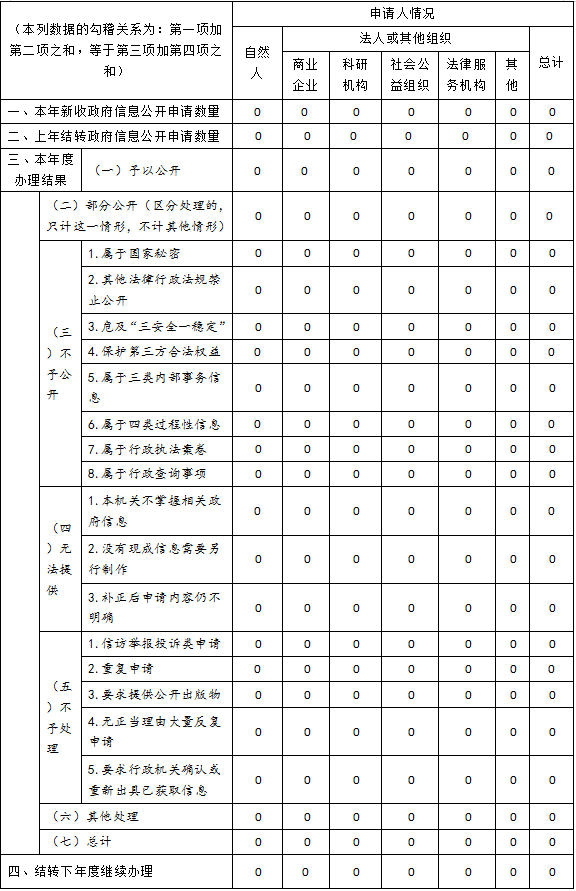 （本列数据的勾稽关系为：第一项加
第二项之和，等于第三项加第四项之
和）
申请人情况
自然
人
法人或其他组织
总计
商业
企业
科研
机构
社会公
益组织
法律服
务机构
其
他
一、本年新收政府信息公开申请数量 0 0 0 0 0 0 0
二、上年结转政府信息公开申请数量 0 0 0 0 0 0 0
三、本年度
办理结果
（一）予以公开 0 0 0 0 0 0 0
（二）部分公开（区分处理的，
只计这一情形，不计其他情形） 0 0 0 0 0 0 0
（三
）不
予公
开
1.属于国家秘密 0 0 0 0 0 0 0
2.其他法律行政法规禁
止公开 0 0 0 0 0 0 0
3.危及“三安全一稳定” 0 0 0 0 0 0 0
4.保护第三方合法权益 0 0 0 0 0 0 0
5.属于三类内部事务信
息 0 0 0 0 0 0 0
6.属于四类过程性信息 0 0 0 0 0 0 0
7.属于行政执法案卷 0 0 0 0 0 0 0
8.属于行政查询事项 0 0 0 0 0 0 0
（四
）无
法提
供
1.本机关不掌握相关政
府信息 0 0 0 0 0 0 0
2.没有现成信息需要另
行制作 0 0 0 0 0 0 0
3.补正后申请内容仍不
明确 0 0 0 0 0 0 0
（五
）不
予处
理
1.信访举报投诉类申请 0 0 0 0 0 0 0
2.重复申请 0 0 0 0 0 0 0
3.要求提供公开出版物 0 0 0 0 0 0 0
4.无正当理由大量反复
申请 0 0 0 0 0 0 0
5.要求行政机关确认或
重新出具已获取信息 0 0 0 0 0 0 0
（六）其他处理 0 0 0 0 0 0 0
（七）总计 0 0 0 0 0 0 0
四、结转下年度继续办理 0 0 0 0 0 0 0